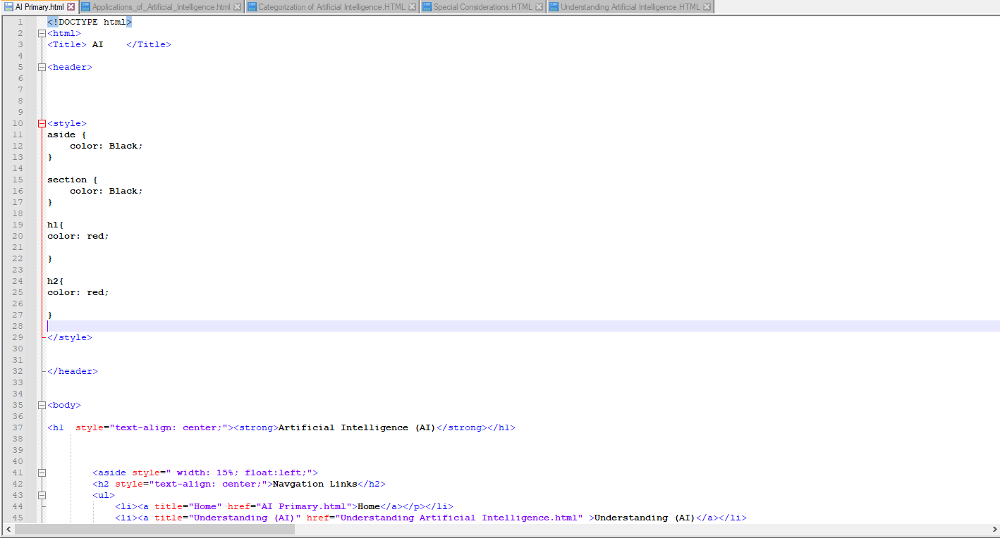 AI Primary.html Applications_of_Artificial_Intelligence.html Categorization of Artificial Intelligence.HTML Special Considerations.HTML Understanding Artificial Intelligence.HTML
1 <!DOCTYPE html>
2 <html>
3 <Title> AI    </Title>
4
5 <header>
6
7
8
9
10 <style>
11 aside {
12     color: Black;
13 }
14
15 section {
16     color: Black;
17 }
18
19 h1{
20 color: red;
21
22 }
23
24 h2{
25 color: red;
26
27 }
28
29 </style>
30
31
32 </header>
33
34
35 <body>
36
37 <h1  style="text-align: center;"><strong>Artificial Intelligence (AI)</strong></h1>
38
39
40
41         <aside style=" width: 15%; float:left;">
42         <h2 style="text-align: center;">Navgation Links</h2>
43         <ul>
44             <li><a title="Home" href="AI Primary.html">Home</a></p></li>
45             <li><a title="Understanding (AI)" href="Understanding Artificial Intelligence.html" >Understanding (AI)</a></li>